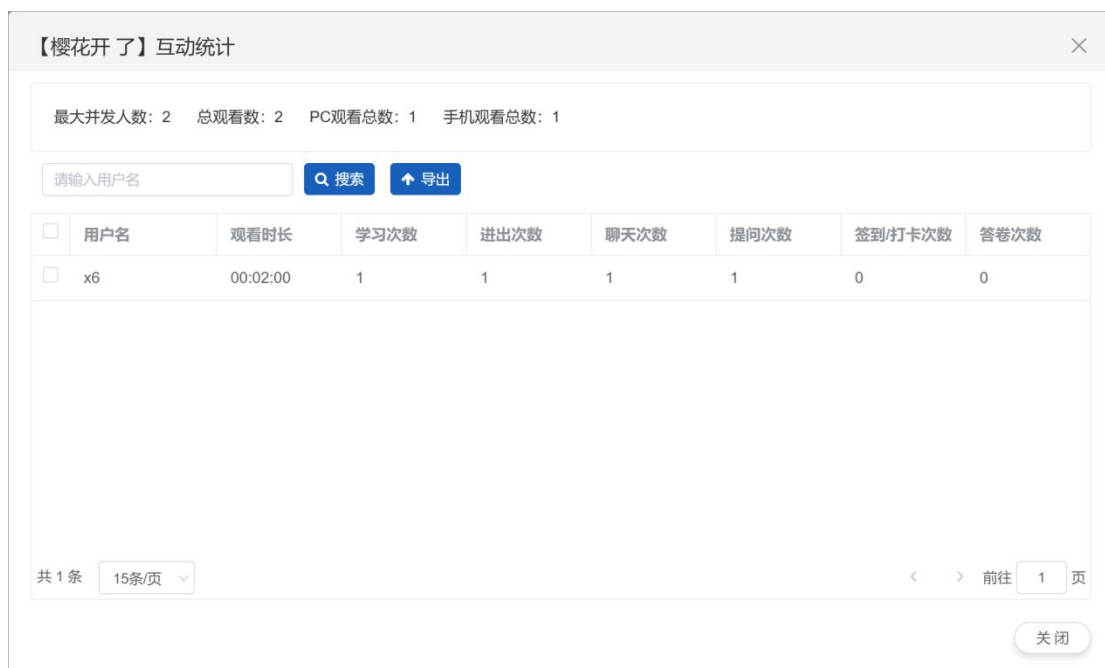 【樱花开 了】互动统计
最大并发人数：2 总观看数：2 PC观看总数：1 手机观看总数：1
请输入用户名 搜索 导出
用户名 观看时长 学习次数 进出次数 聊天次数 提问次数 签到/打卡次数 答卷次数
x6 00:02:00 1 1 1 1 0 0
共 1 条 15条/页 前往 1 页
关闭